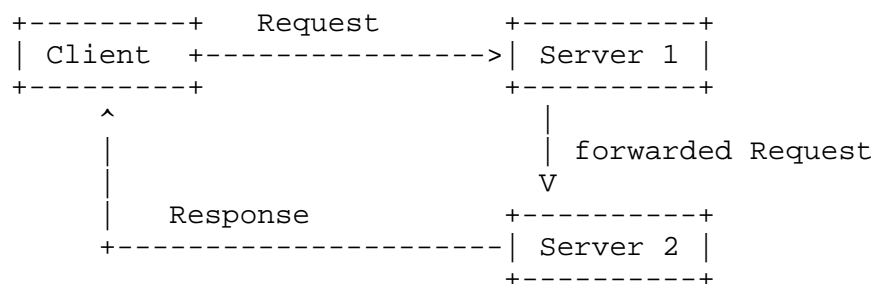 Request
Client
Server 1
forwarded Request
Response
Server 2